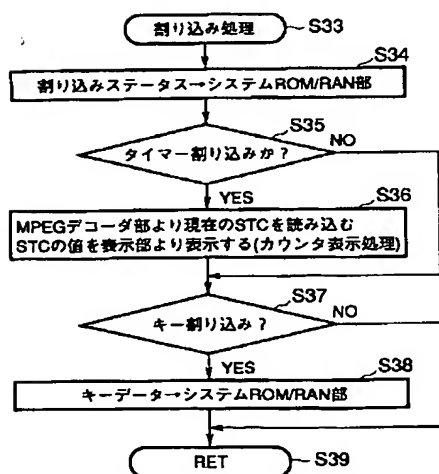 割り込み処理 S33
S34
割り込みステータス→システムROM/RAN部
S35
タイマー割り込みか? NO
YES S36
MPEGデコーダ部より現在のSTCを読み込む
STCの値を表示部より表示する(カウンタ表示処理)
S37
キー割り込み? NO
YES S38
キーデータ→システムROM/RAN部
RET S39